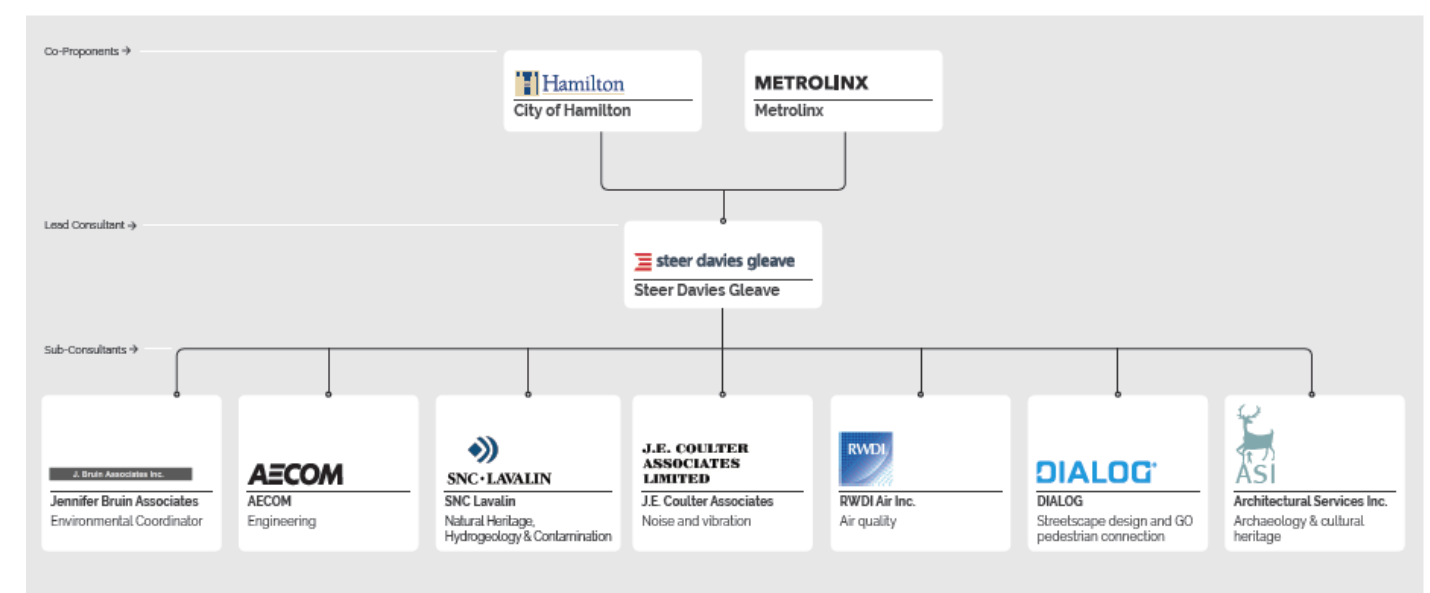 Co-Proponents →
Hamilton
City of Hamilton
METROLINX
Metrolinx
Lead Consultant →
steer davies gleave
Steer Davies Gleave
Sub-Consultants →
J. Bruin Associates Inc.
Jennifer Bruin Associates
Environmental Coordinator
AECOM
AECOM
Engineering
SNC•LAVALIN
SNC Lavalin
Natural Heritage,
Hydrogeology & Contamination
J.E. COULTER
ASSOCIATES
LIMITED
J.E. Coulter Associates
Noise and vibration
RWDI
RWDI Air Inc.
Air quality
DIALOG
DIALOG
Streetscape design and GO
pedestrian connection
ASI
Architectural Services Inc.
Archaeology & cultural
heritage